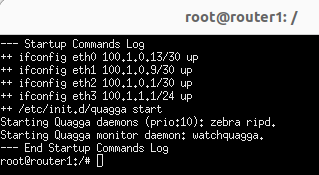 root@router1: /
--- Startup Commands Log
++ ifconfig eth0 100.1.0.13/30 up
++ ifconfig eth1 100.1.0.9/30 up
++ ifconfig eth2 100.1.0.1/30 up
++ ifconfig eth3 100.1.1.1/24 up
++ /etc/init.d/quagga start
Starting Quagga daemons (prio:10): zebra ripd.
Starting Quagga monitor daemon: watchquagga.
--- End Startup Commands Log
root@router1:/#